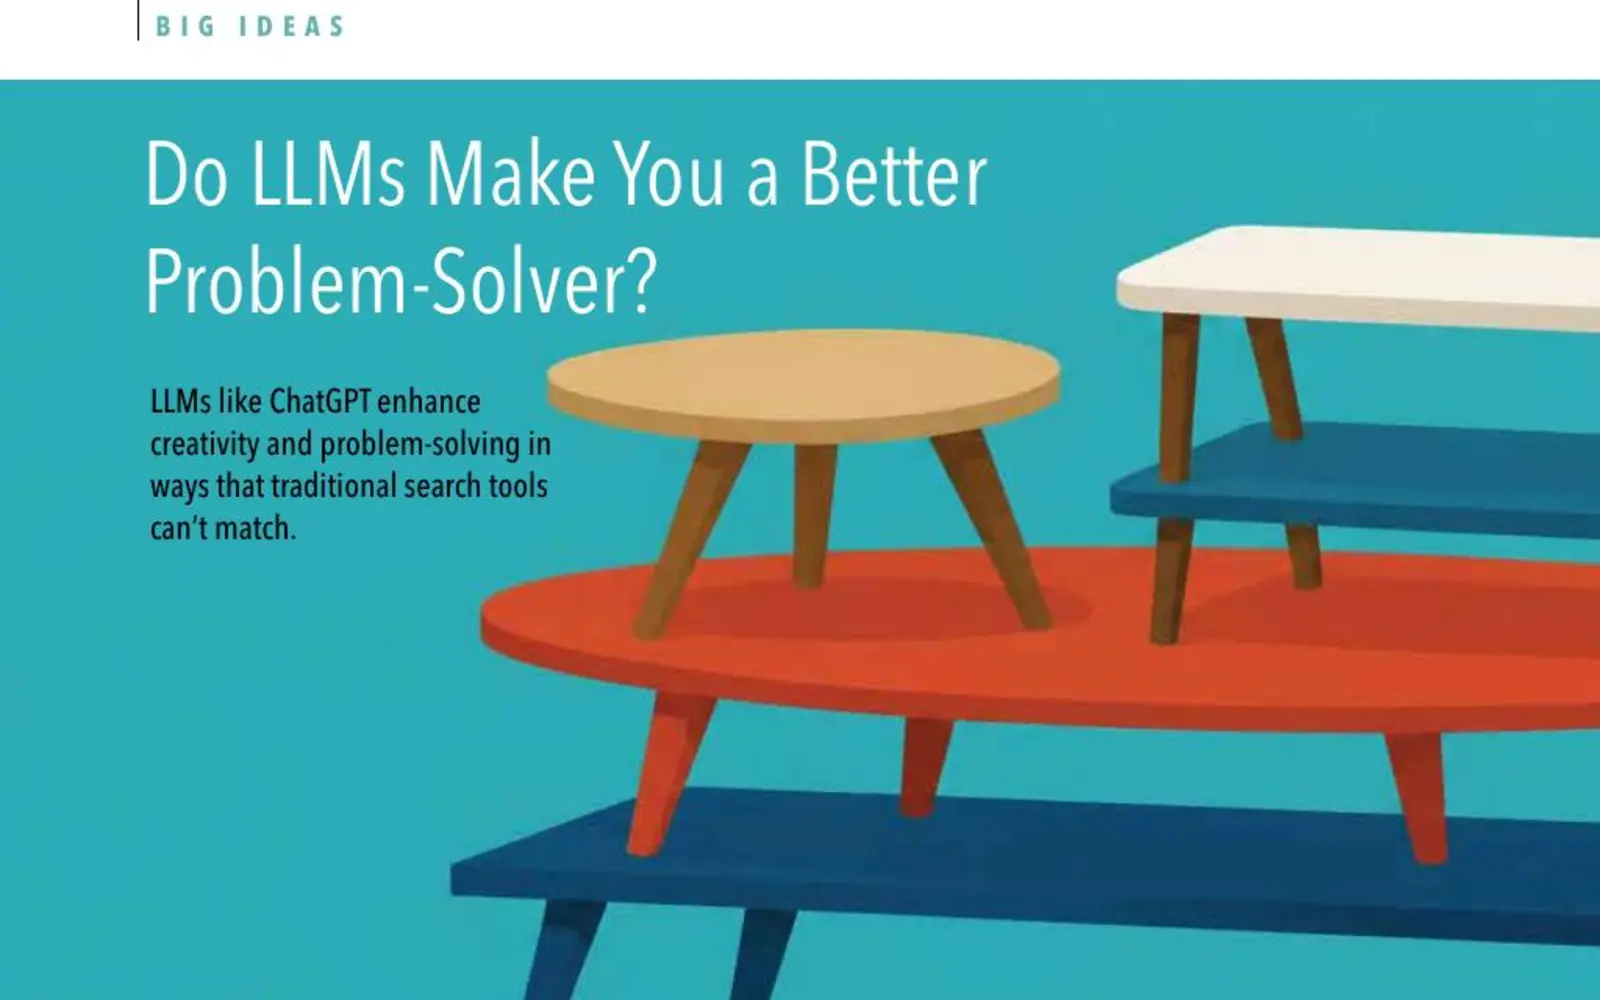 BIG IDEAS
Do LLMs Make You a Better
Problem-Solver?
LLMs like ChatGPT enhance
creativity and problem-solving in
ways that traditional search tools
can’t match.